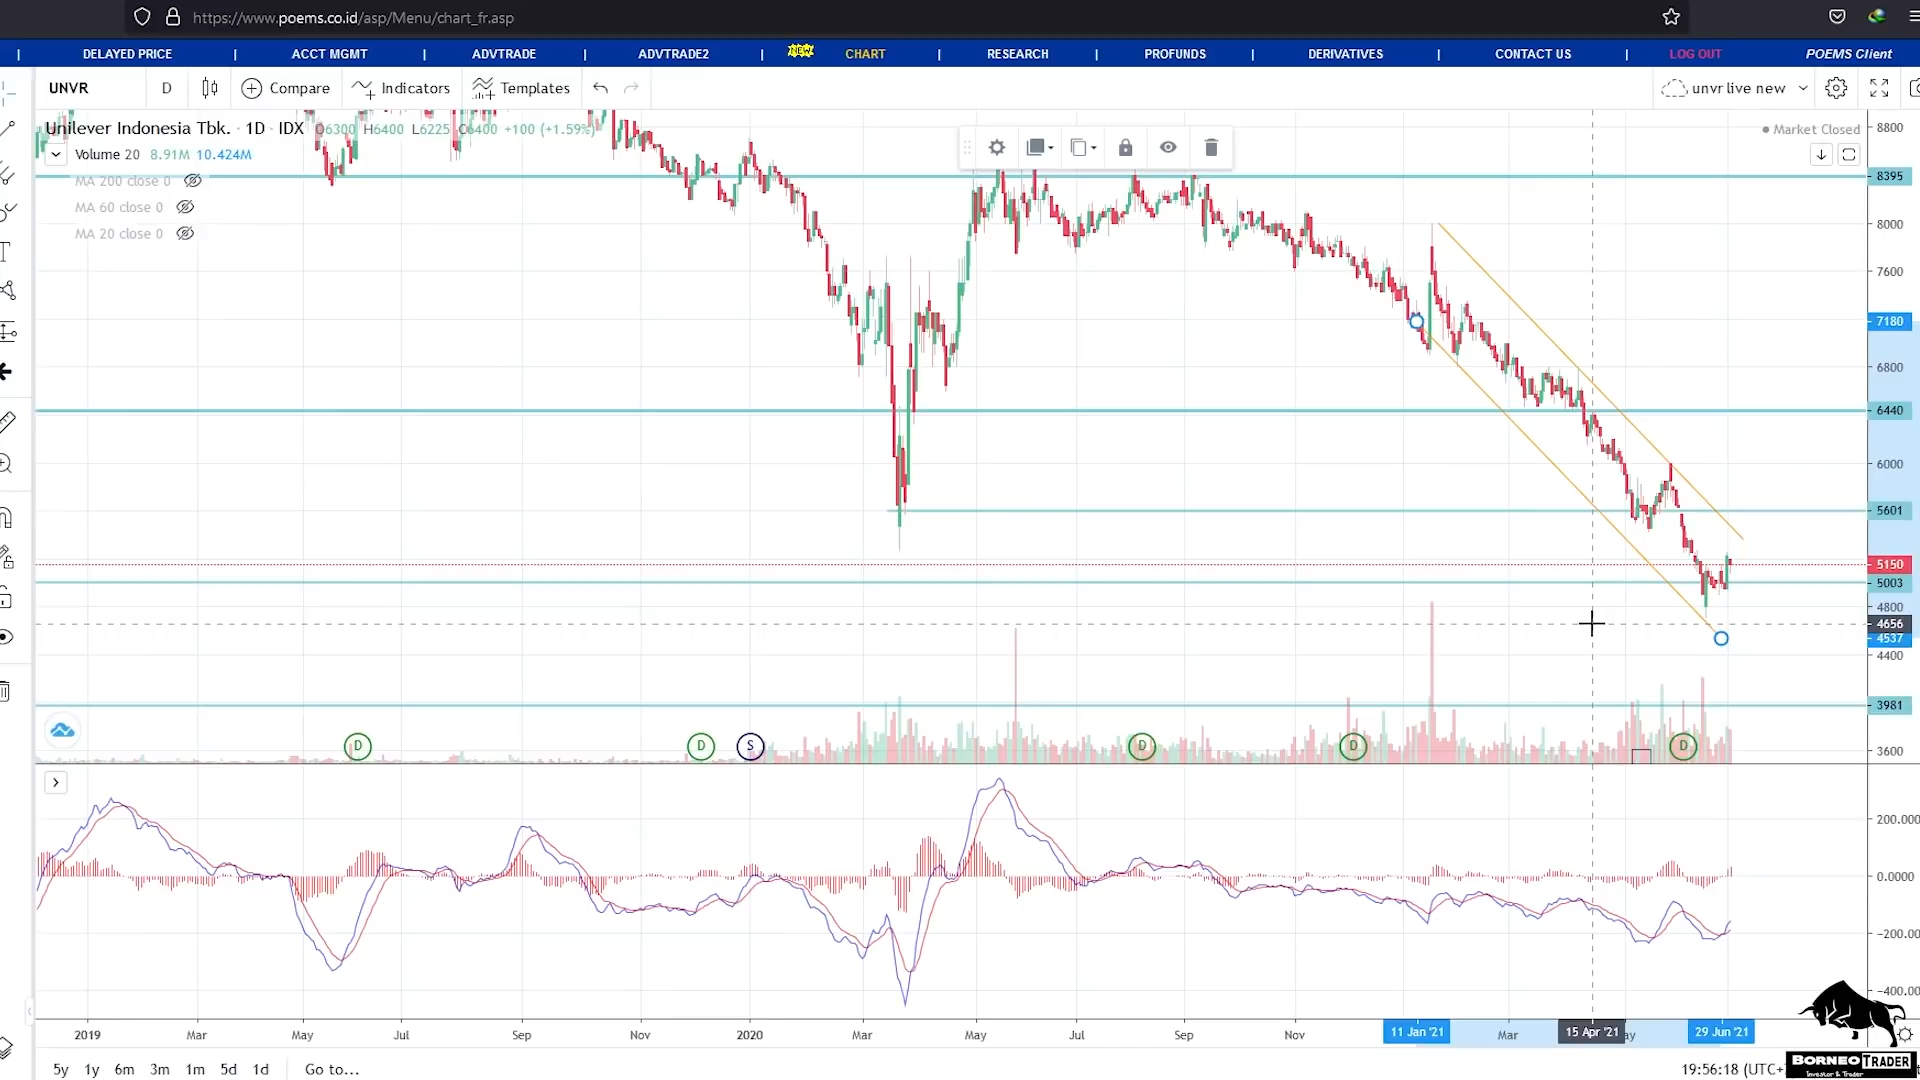 https://www.poems.co.id/asp/Menu/chart_fr.asp
| DELAYED PRICE | ACCT MGMT | ADVTRADE | ADVTRADE2 | NEW CHART | RESEARCH | PROFUNDS | DERIVATIVES | CONTACT US | LOG OUT POEMS Client
UNVR D Compare Indicators Templates unvr live new
Unilever Indonesia Tbk. · 1D · IDX O6300 H6400 L6225 C6400 +100 (+1.59%)
Market Closed
Volume 20 8.91M 10.424M
MA 200 close 0
MA 60 close 0
MA 20 close 0
8800
8395
8000
7600
7180
6800
6440
6000
5601
5150
5003
4800
4656
4537
4400
3981
3600
D D S D D D
200.000
0.0000
-200.00
-400.00
2019 Mar May Jul Sep Nov 2020 Mar May Jul Sep Nov 11 Jan '21 Mar 15 Apr '21 29 Jun '21
5y 1y 6m 3m 1m 5d 1d Go to... 19:56:18 (UTC+
BORNEO TRADER
Investor & Trader